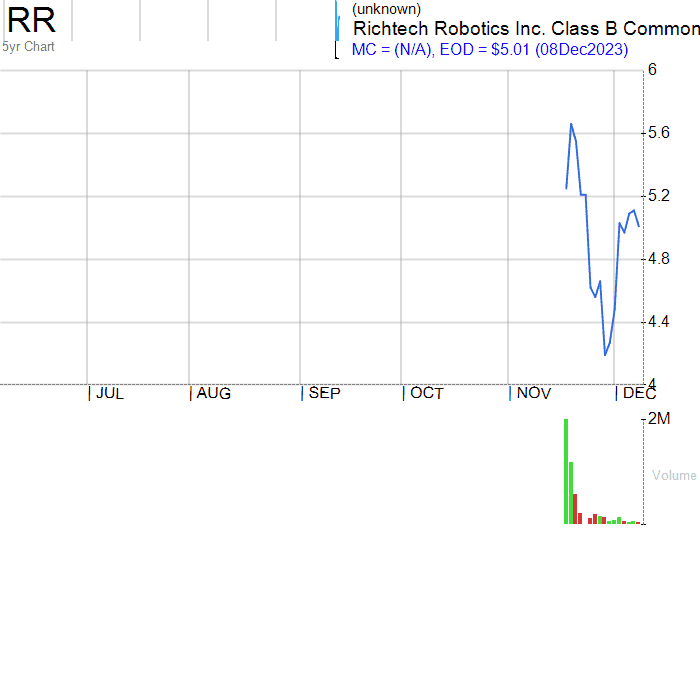 RR
5yr Chart
(unknown)
Richtech Robotics Inc. Class B Common
MC = (N/A), EOD = $5.01 (08Dec2023)
6
5.6
5.2
4.8
4.4
4
JUL AUG SEP OCT NOV DEC
2M
Volume